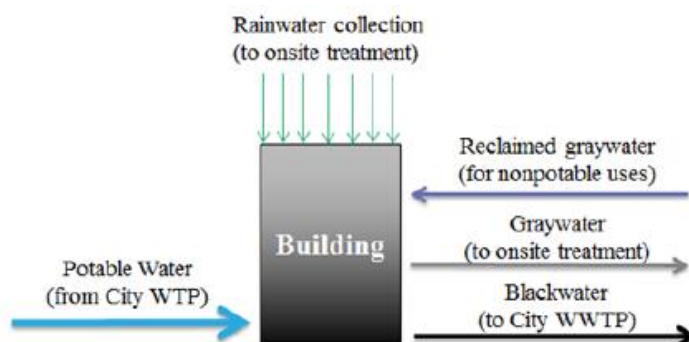 Rainwater collection
(to onsite treatment)
Reclaimed graywater
(for nonpotable uses)
Building
Graywater
(to onsite treatment)
Potable Water
(from City WTP)
Blackwater
(to City WWTP)